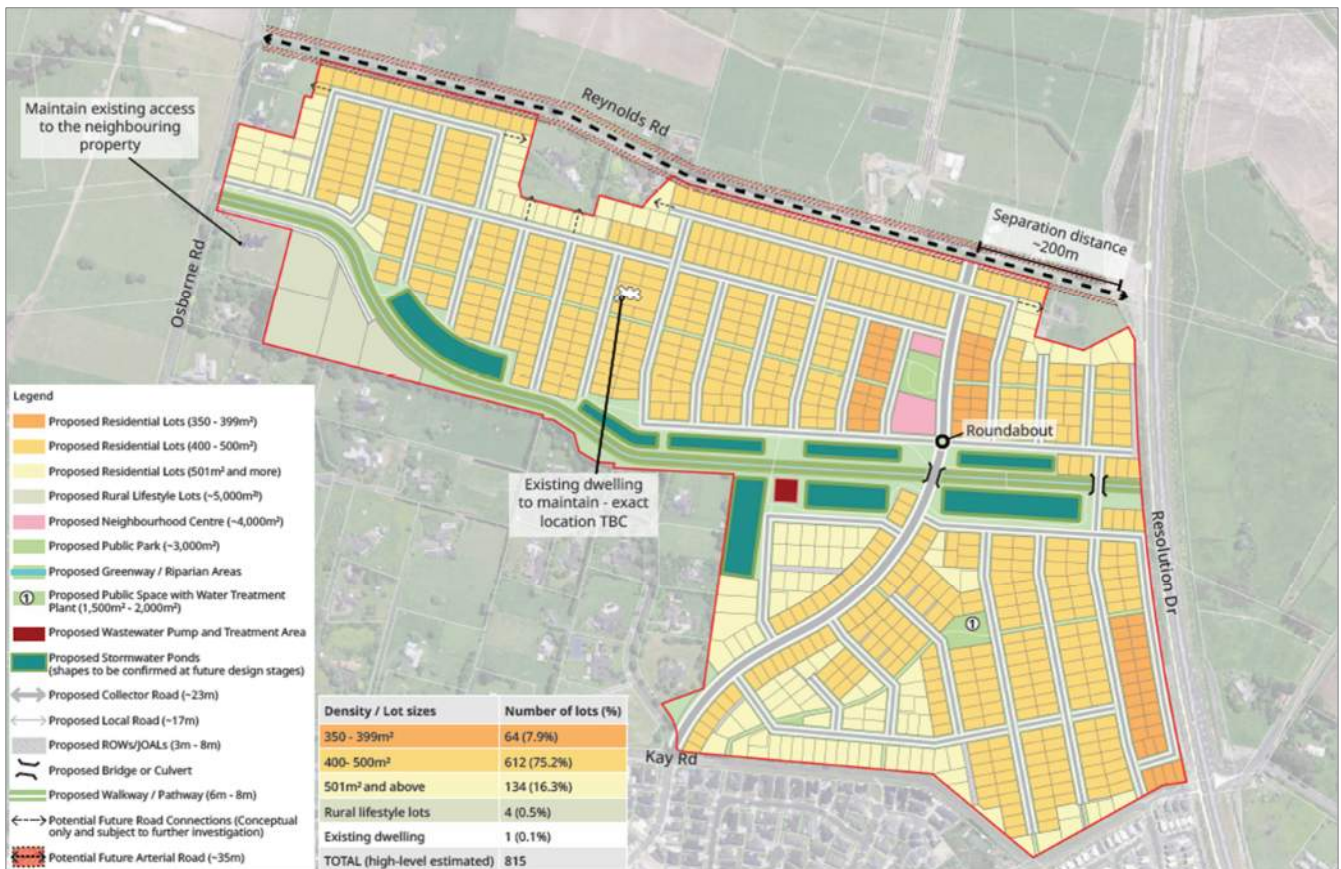 Maintain existing access
to the neighbouring
property
Reynolds Rd
Separation distance
~200m
Osborne Rd
Roundabout
Existing dwelling
to maintain - exact
location TBC
Resolution Dr
①
Kay Rd
Legend
Proposed Residential Lots (350 - 399m²)
Proposed Residential Lots (400 - 500m²)
Proposed Residential Lots (501m² and more)
Proposed Rural Lifestyle Lots (~5,000m²)
Proposed Neighbourhood Centre (~4,000m²)
Proposed Public Park (~3,000m²)
Proposed Greenway / Riparian Areas
① Proposed Public Space with Water Treatment
Plant (1,500m² - 2,000m²)
Proposed Wastewater Pump and Treatment Area
Proposed Stormwater Ponds
(shapes to be confirmed at future design stages)
Proposed Collector Road (~23m)
Proposed Local Road (~17m)
Proposed ROWs/JOALs (3m - 8m)
Proposed Bridge or Culvert
Proposed Walkway / Pathway (6m - 8m)
Potential Future Road Connections (Conceptual
only and subject to further investigation)
Potential Future Arterial Road (~35m)
Density / Lot sizes Number of lots (%)
350 - 399m² 64 (7.9%)
400- 500m² 612 (75.2%)
501m² and above 134 (16.3%)
Rural lifestyle lots 4 (0.5%)
Existing dwelling 1 (0.1%)
TOTAL (high-level estimated) 815